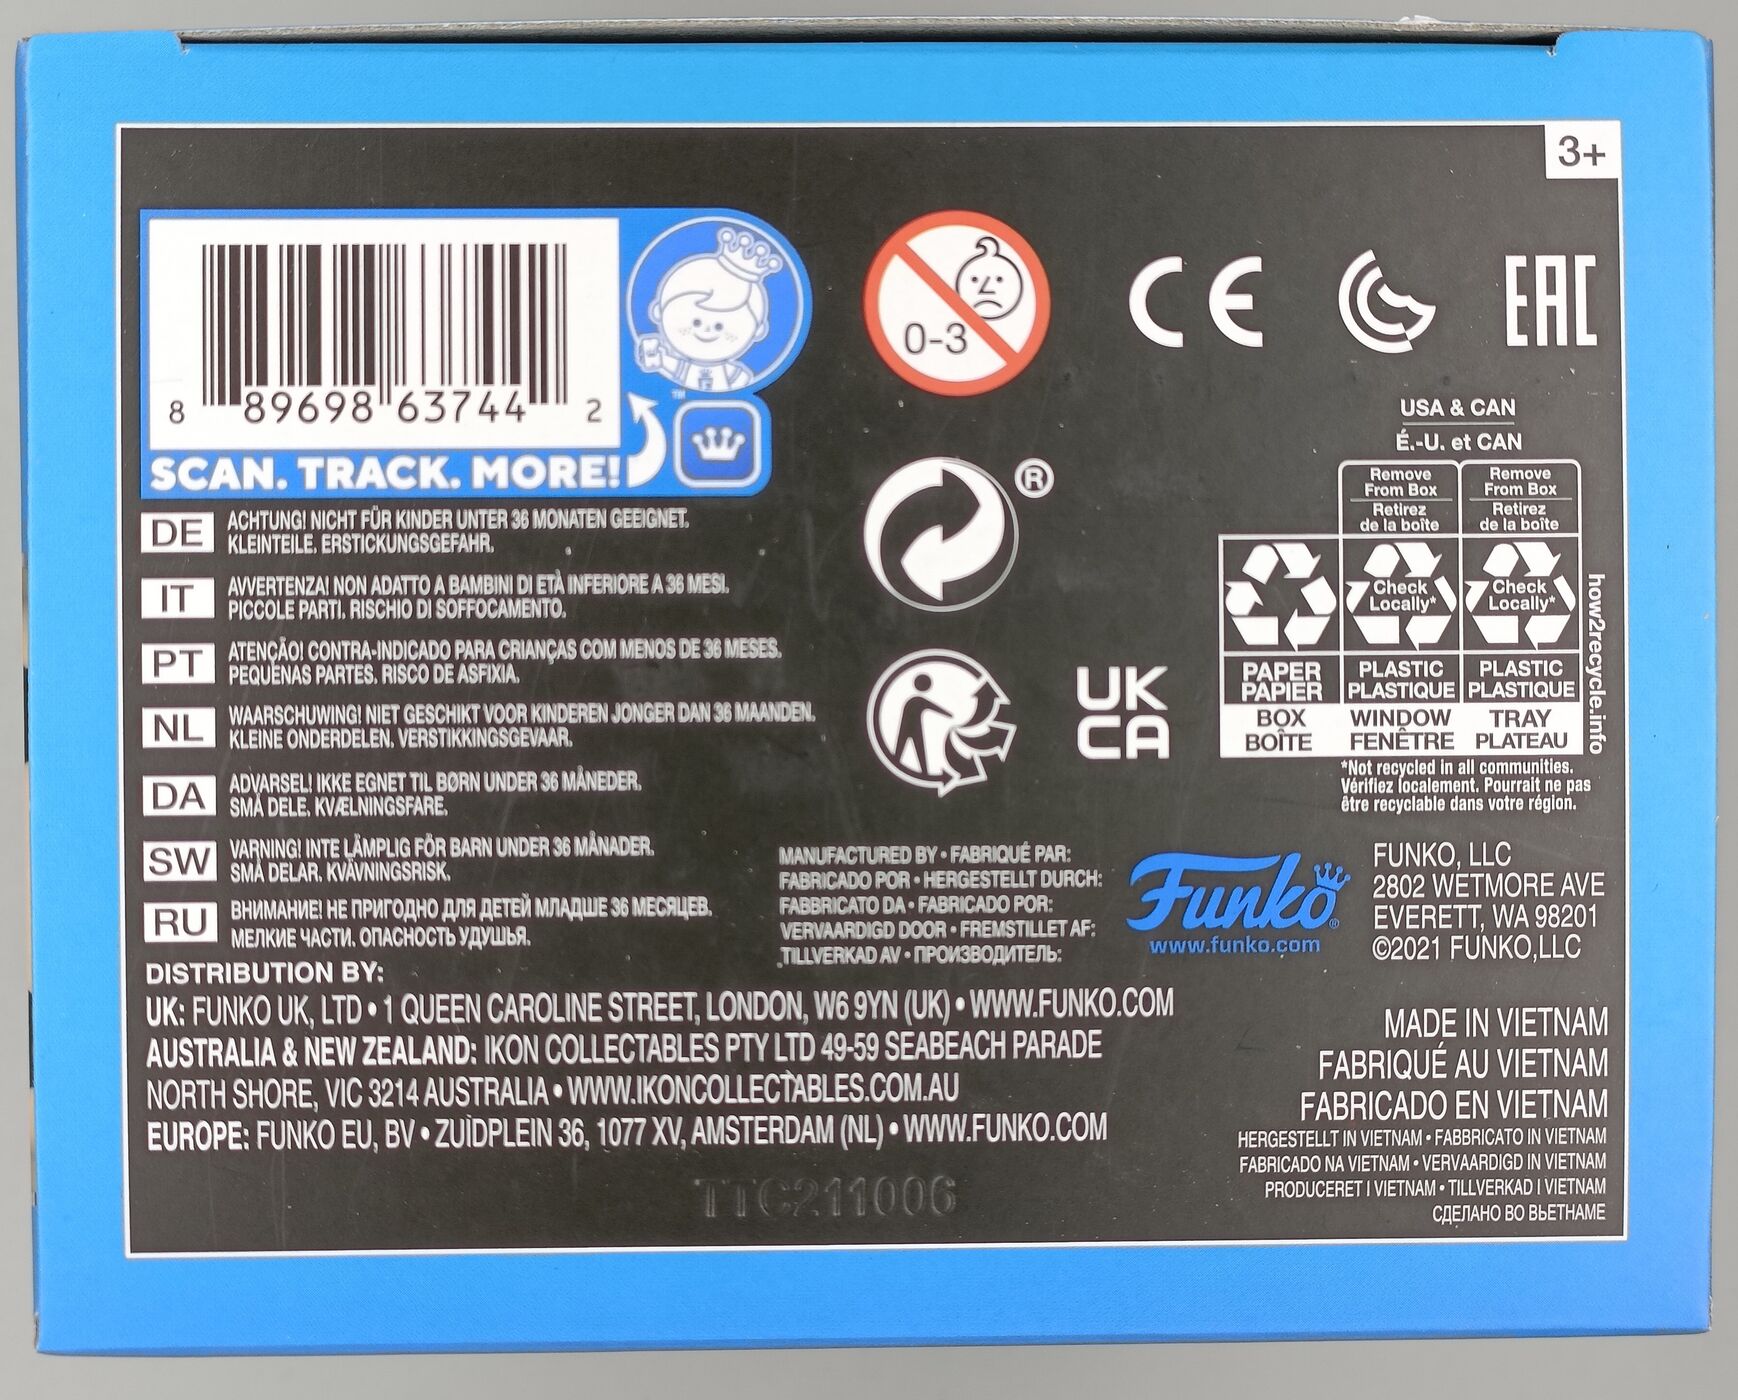 3+
8 89698 63744 2
SCAN. TRACK. MORE!
™
0-3
CE
EAC
®
UK
CA
USA & CAN
É.-U. et CAN
Remove From Box
Retirez de la boîte
Remove From Box
Retirez de la boîte
Check Locally*
Check Locally*
PAPER PAPIER
PLASTIC PLASTIQUE
PLASTIC PLASTIQUE
BOX BOÎTE
WINDOW FENÊTRE
TRAY PLATEAU
how2recycle.info
*Not recycled in all communities.
Vérifiez localement. Pourrait ne pas
être recyclable dans votre région.
DE ACHTUNG! NICHT FÜR KINDER UNTER 36 MONATEN GEEIGNET.
KLEINTEILE. ERSTICKUNGSGEFAHR.
IT AVVERTENZA! NON ADATTO A BAMBINI DI ETÀ INFERIORE A 36 MESI.
PICCOLE PARTI. RISCHIO DI SOFFOCAMENTO.
PT ATENÇÃO! CONTRA-INDICADO PARA CRIANÇAS COM MENOS DE 36 MESES.
PEQUENAS PARTES. RISCO DE ASFIXIA.
NL WAARSCHUWING! NIET GESCHIKT VOOR KINDEREN JONGER DAN 36 MAANDEN.
KLEINE ONDERDELEN. VERSTIKKINGSGEVAAR.
DA ADVARSEL! IKKE EGNET TIL BØRN UNDER 36 MÅNEDER.
SMÅ DELE. KVÆLNINGSFARE.
SW VARNING! INTE LÄMPLIG FÖR BARN UNDER 36 MÅNADER.
SMÅ DELAR. KVÄVNINGSRISK.
RU ВНИМАНИЕ! НЕ ПРИГОДНО ДЛЯ ДЕТЕЙ МЛАДШЕ 36 МЕСЯЦЕВ.
МЕЛКИЕ ЧАСТИ. ОПАСНОСТЬ УДУШЬЯ.
MANUFACTURED BY • FABRIQUÉ PAR:
FABRICADO POR • HERGESTELLT DURCH:
FABBRICATO DA • FABRICADO POR:
VERVAARDIGD DOOR • FREMSTILLET AF:
TILLVERKAD AV • ПРОИЗВОДИТЕЛЬ:
Funko®
www.funko.com
FUNKO, LLC
2802 WETMORE AVE
EVERETT, WA 98201
©2021 FUNKO,LLC
DISTRIBUTION BY:
UK: FUNKO UK, LTD • 1 QUEEN CAROLINE STREET, LONDON, W6 9YN (UK) • WWW.FUNKO.COM
AUSTRALIA & NEW ZEALAND: IKON COLLECTABLES PTY LTD 49-59 SEABEACH PARADE
NORTH SHORE, VIC 3214 AUSTRALIA • WWW.IKONCOLLECTABLES.COM.AU
EUROPE: FUNKO EU, BV • ZUIDPLEIN 36, 1077 XV, AMSTERDAM (NL) • WWW.FUNKO.COM
MADE IN VIETNAM
FABRIQUÉ AU VIETNAM
FABRICADO EN VIETNAM
HERGESTELLT IN VIETNAM • FABBRICATO IN VIETNAM
FABRICADO NA VIETNAM • VERVAARDIGD IN VIETNAM
PRODUCERET I VIETNAM • TILLVERKAD I VIETNAM
СДЕЛАНО ВО ВЬЕТНАМЕ
TTC211006